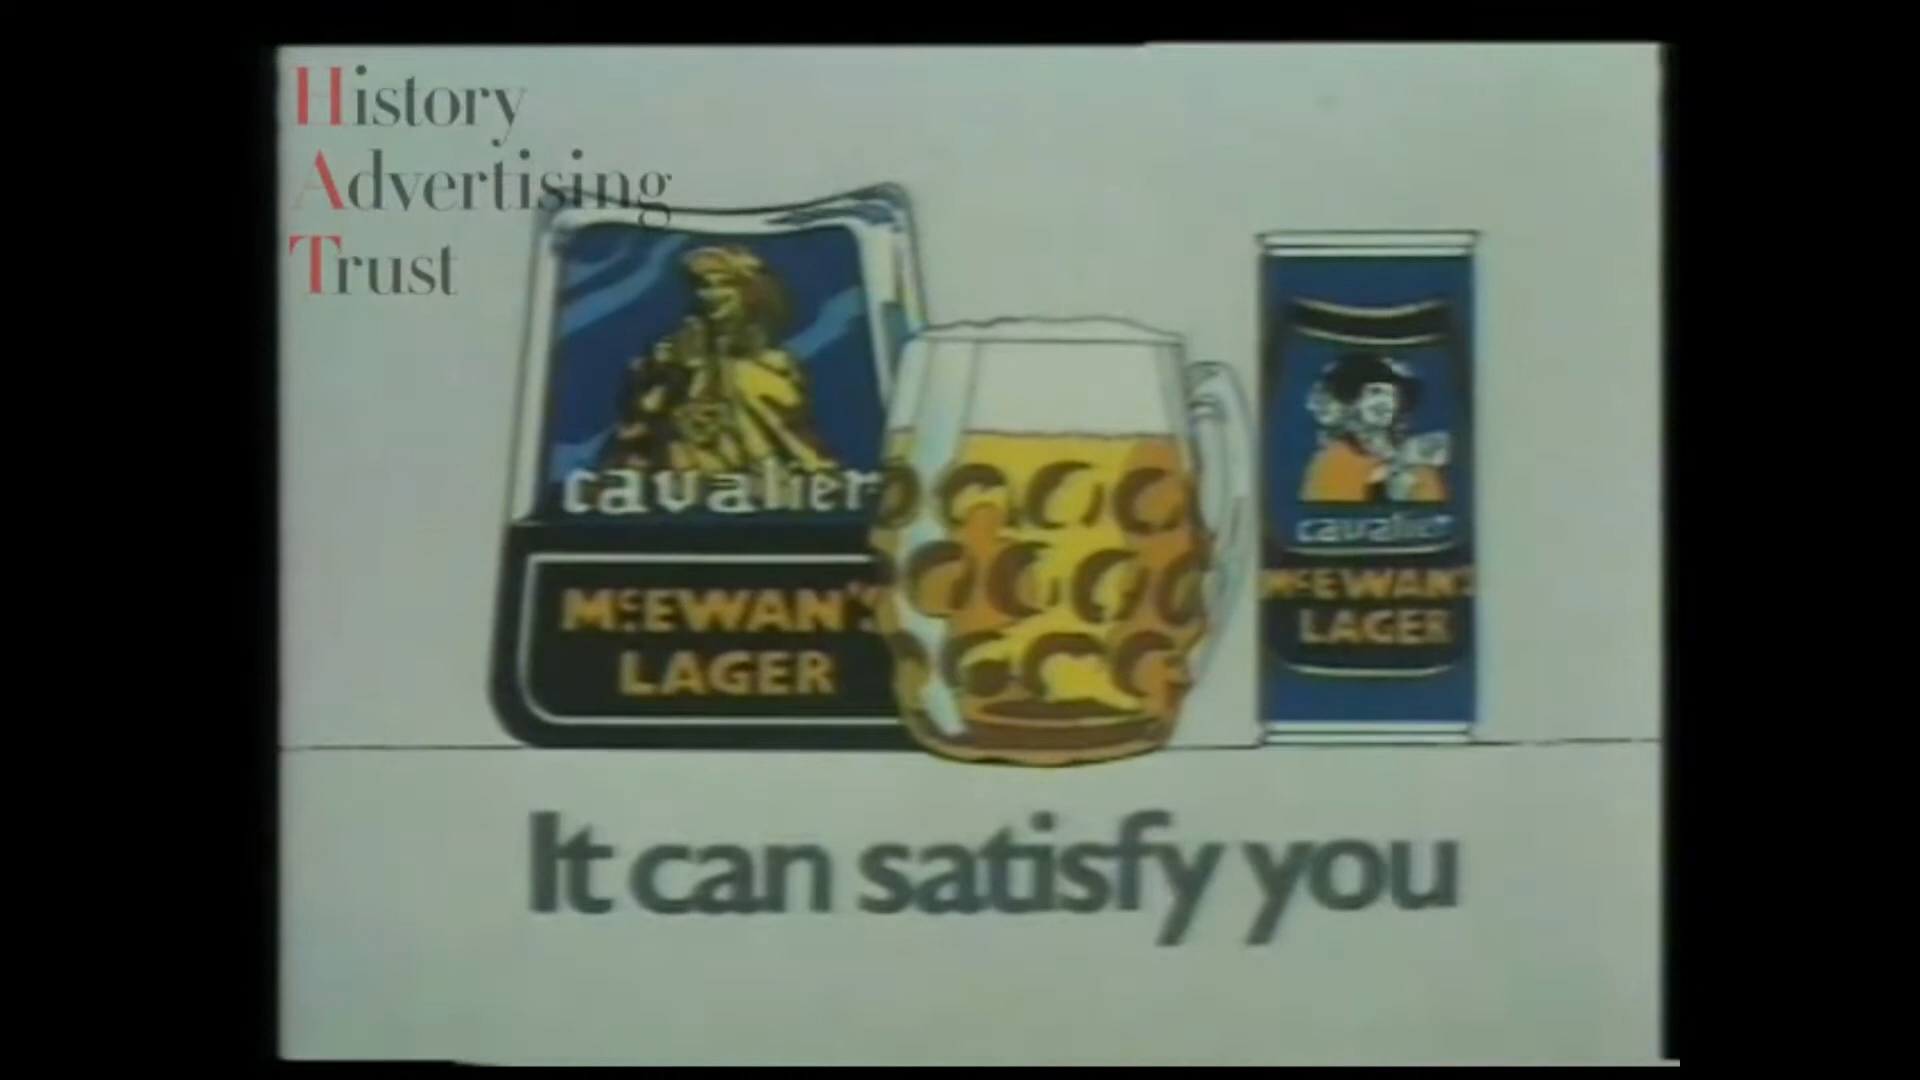 History
Advertising
Trust
cavalier
McEWAN'S
LAGER
cavalier
McEWAN'S
LAGER
It can satisfy you